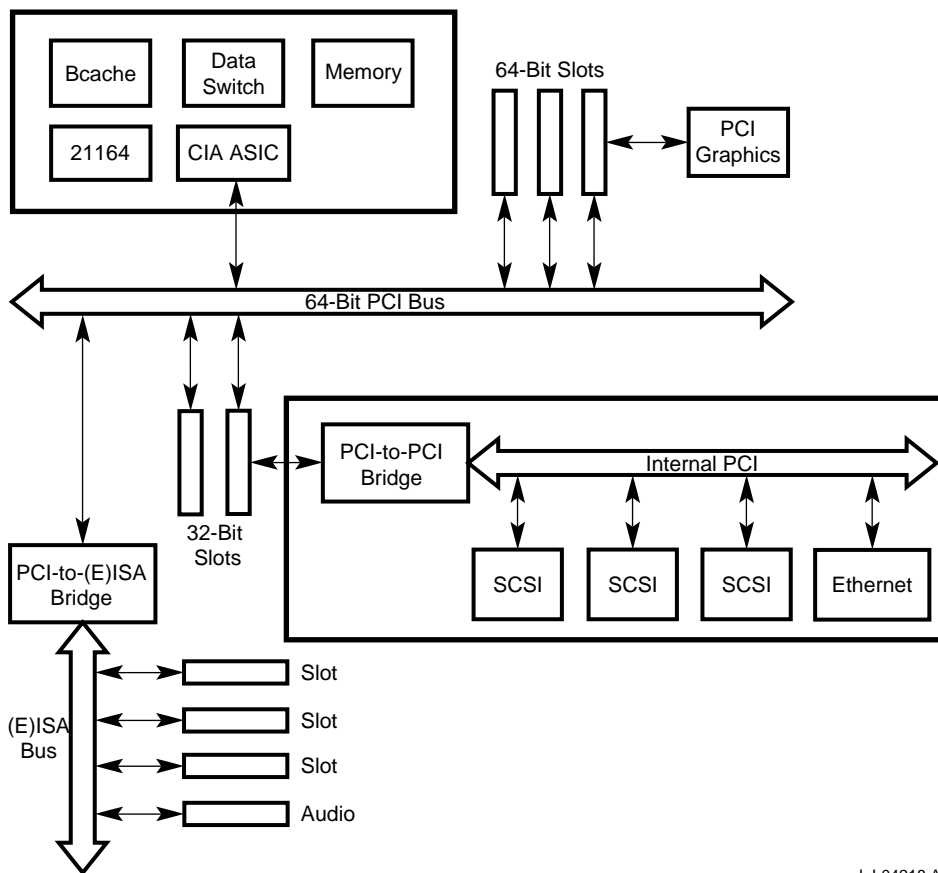 Bcache
Data
Switch
Memory
21164
CIA ASIC
64-Bit Slots
PCI
Graphics
64-Bit PCI Bus
32-Bit
Slots
PCI-to-PCI
Bridge
Internal PCI
SCSI
SCSI
SCSI
Ethernet
PCI-to-(E)ISA
Bridge
(E)ISA
Bus
Slot
Slot
Slot
Audio